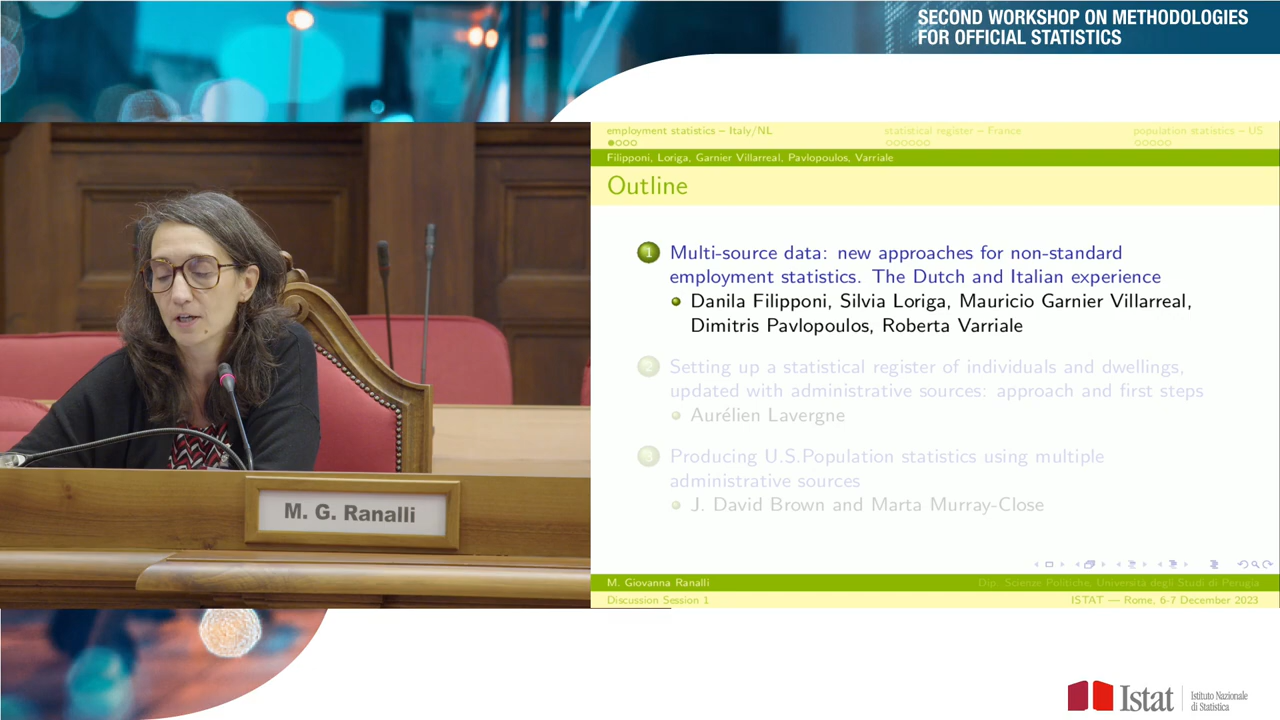 SECOND WORKSHOP ON METHODOLOGIES
FOR OFFICIAL STATISTICS
employment statistics – Italy/NL
statistical register – France
population statistics – US
Filipponi, Loriga, Garnier Villarreal, Pavlopoulos, Varriale
Outline
1 Multi-source data: new approaches for non-standard
employment statistics. The Dutch and Italian experience
Danila Filipponi, Silvia Loriga, Mauricio Garnier Villarreal,
Dimitris Pavlopoulos, Roberta Varriale
2 Setting up a statistical register of individuals and dwellings,
updated with administrative sources: approach and first steps
Aurélien Lavergne
3 Producing U.S.Population statistics using multiple
administrative sources
J. David Brown and Marta Murray-Close
M. G. Ranalli
M. Giovanna Ranalli
Dip. Scienze Politiche, Università degli Studi di Perugia
Discussion Session 1
ISTAT — Rome, 6-7 December 2023
Istat
Istituto Nazionale
di Statistica